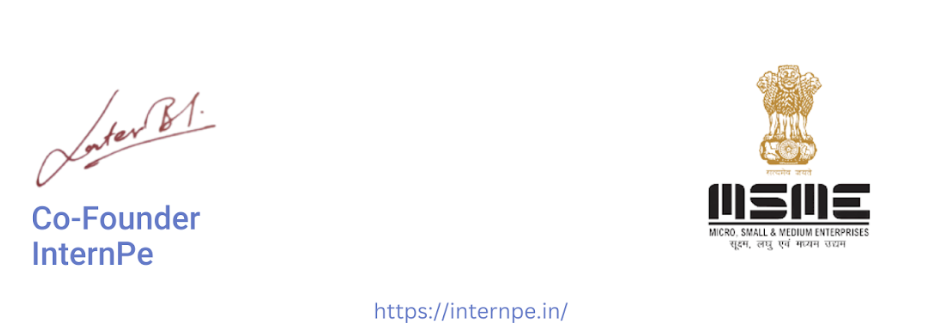 Co-Founder
InternPe
सत्यमेव जयते
MSME
MICRO, SMALL & MEDIUM ENTERPRISES
सूक्ष्म, लघु एवं मध्यम उद्यम
https://internpe.in/